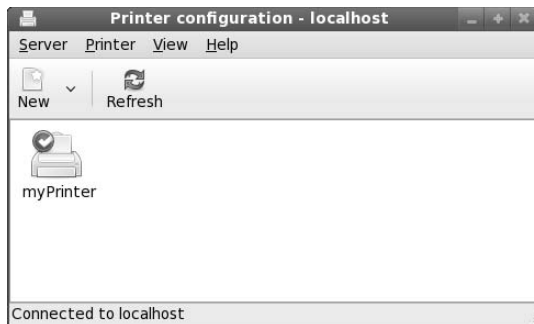 Printer configuration - localhost
Server Printer View Help
New Refresh
myPrinter
Connected to localhost